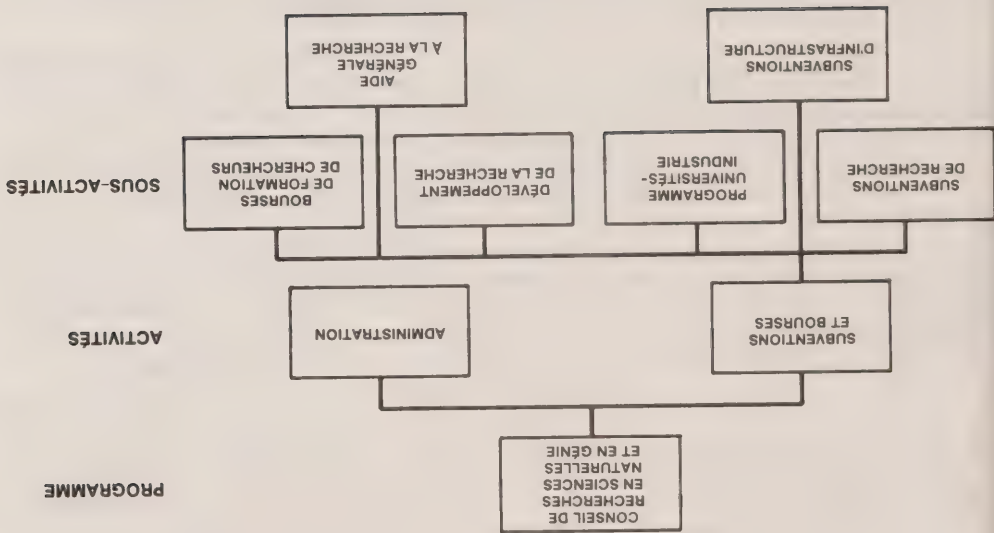 PROGRAMME
CONSEIL DE
RECHERCHES
EN SCIENCES
NATURELLES
ET EN GÉNIE
ACTIVITÉS
SUBVENTIONS
ET BOURSES
ADMINISTRATION
SOUS-ACTIVITÉS
SUBVENTIONS
DE RECHERCHE
PROGRAMME
UNIVERSITÉS-
INDUSTRIE
DÉVELOPPEMENT
DE LA RECHERCHE
BOURSES
DE FORMATION
DE CHERCHEURS
SUBVENTIONS
D'INFRASTRUCTURE
AIDE
GÉNÉRALE
À LA RECHERCHE